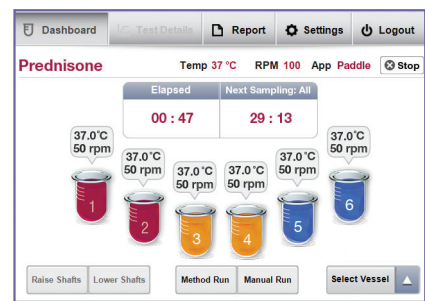 Dashboard Test Details Report Settings Logout
Prednisone Temp 37 °C RPM 100 App Paddle Stop
Elapsed Next Sampling: All
00 : 47 29 : 13
37.0°C
50 rpm
1
37.0°C
50 rpm
2
37.0°C
50 rpm
3
37.0°C
50 rpm
4
37.0°C
50 rpm
5
37.0°C
50 rpm
6
Raise Shafts Lower Shafts Method Run Manual Run Select Vessel